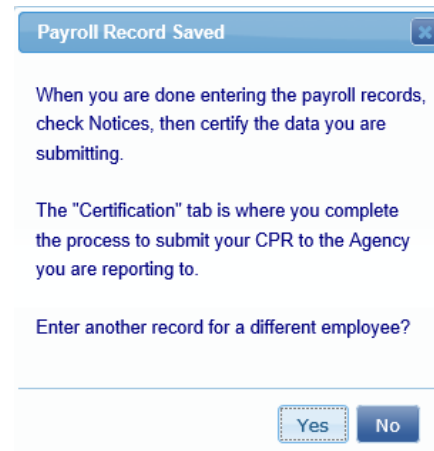 Payroll Record Saved
When you are done entering the payroll records,
check Notices, then certify the data you are
submitting.
The "Certification" tab is where you complete
the process to submit your CPR to the Agency
you are reporting to.
Enter another record for a different employee?
Yes No